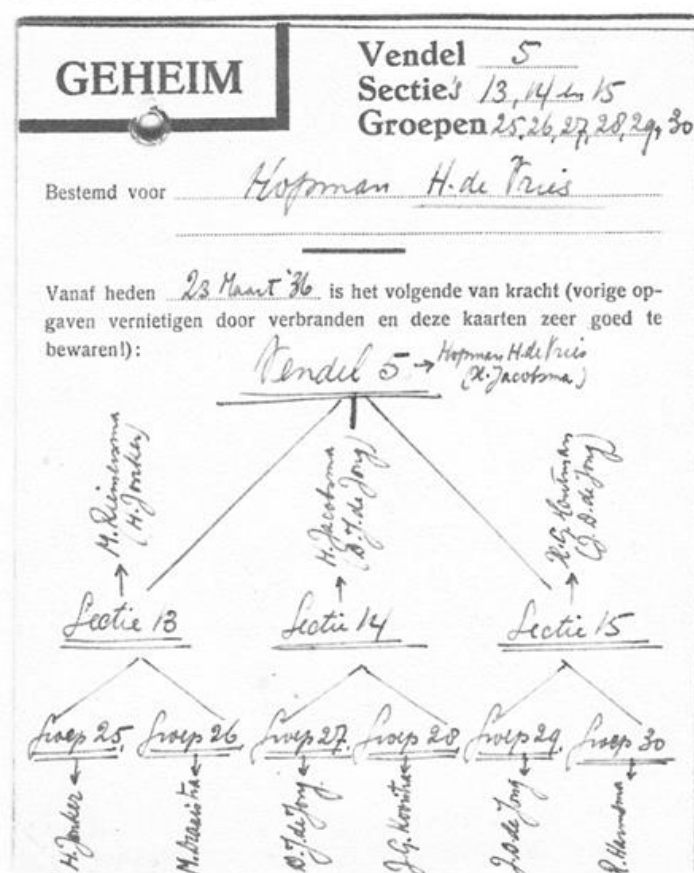 GEHEIM
Vendel 5
Sectie's 13, 14 en 15
Groepen 25, 26, 27, 28, 29, 30
Bestemd voor Hopman H. de Vries
Vanaf heden 23 Maart '36 is het volgende van kracht (vorige op-
gaven vernietigen door verbranden en deze kaarten zeer goed te
bewaren!):
Vendel 5 → Hopman H. de Vries
(H. Jacobsma)
M. Riemersma
(H. Jonker)
H. Jacobsma
(D. J. de Jong)
H. G. Houtman
(J. D. de Jong)
Sectie 13
Sectie 14
Sectie 15
Groep 25
Groep 26
Groep 27
Groep 28
Groep 29
Groep 30
H. Jonker
M.
D. J. de Jong
J. G. Kooistra
J. D. de Jong
Harmsma